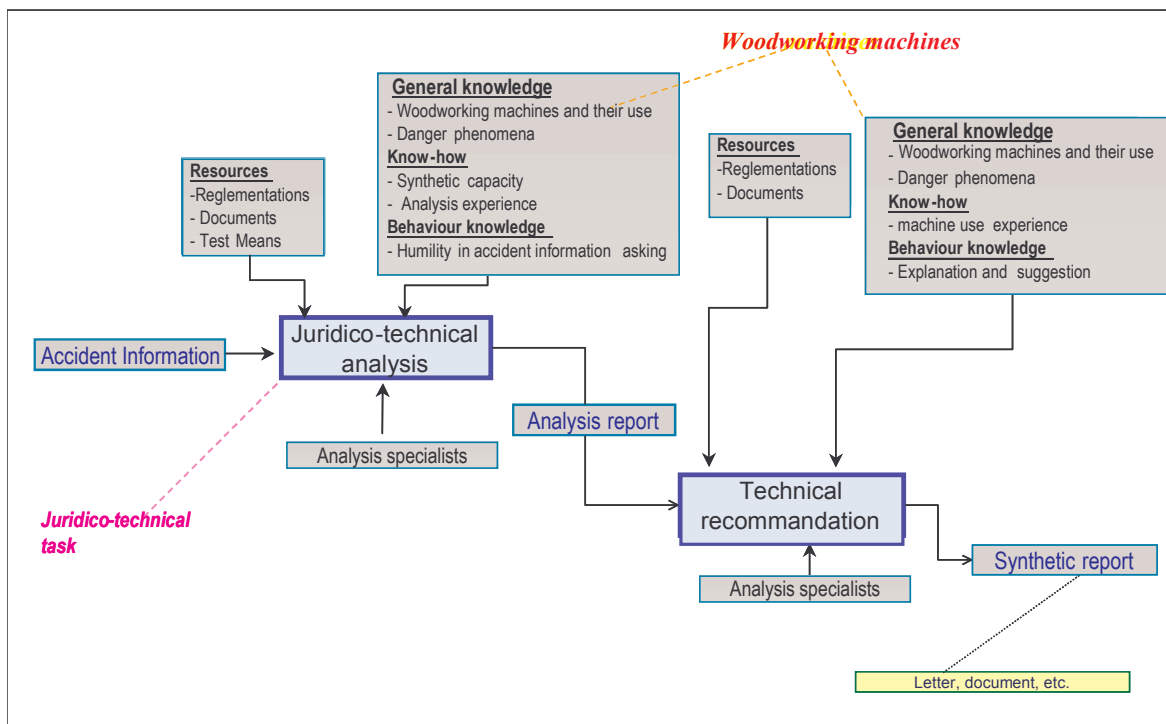 Woodworking machines
General knowledge
- Woodworking machines and their use
- Danger phenomena
Know-how
- Synthetic capacity
- Analysis experience
Behaviour knowledge
- Humility in accident information asking
Resources
-Reglementations
- Documents
- Test Means
Resources
-Reglementations
- Documents
General knowledge
- Woodworking machines and their use
- Danger phenomena
Know-how
- machine use experience
Behaviour knowledge
- Explanation and suggestion
Accident Information
Juridico-technical
analysis
Analysis report
Analysis specialists
Juridico-technical
task
Technical
recommandation
Analysis specialists
Synthetic report
Letter, document, etc.